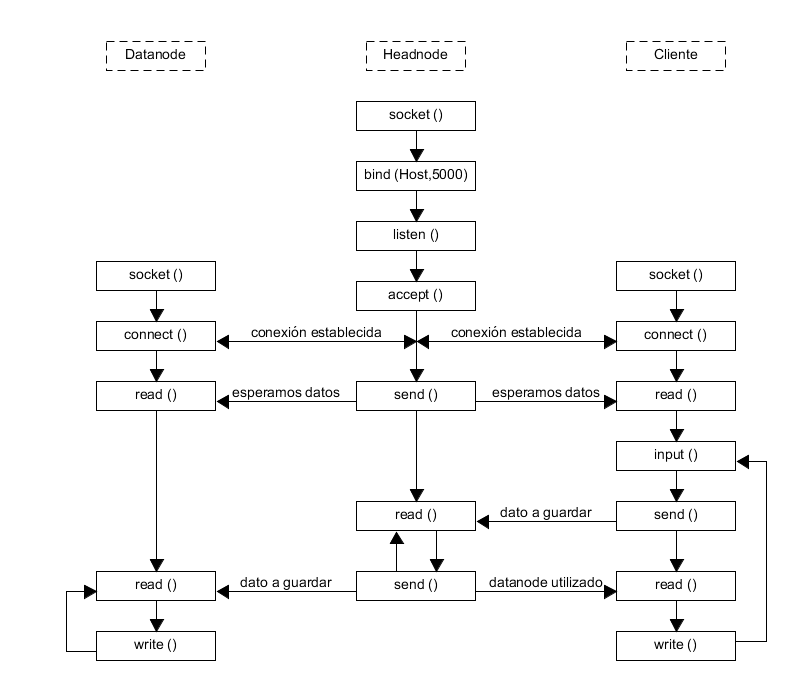 Datanode
Headnode
Cliente
socket ()
bind (Host,5000)
listen ()
socket ()
accept ()
socket ()
connect ()
conexión establecida
conexión establecida
connect ()
read ()
esperamos datos
send ()
esperamos datos
read ()
input ()
read ()
dato a guardar
send ()
read ()
dato a guardar
send ()
datanode utilizado
read ()
write ()
write ()